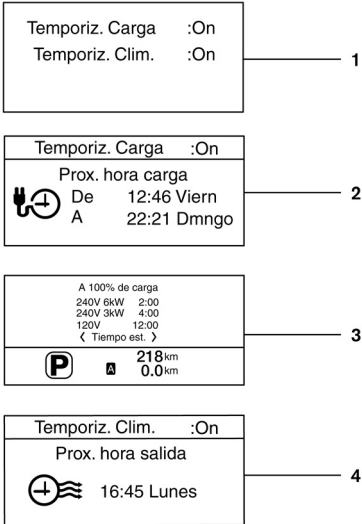 Temporiz. Carga :On
Temporiz. Clim. :On
1
Temporiz. Carga :On
Prox. hora carga
De 12:46 Viern
A 22:21 Dmngo
2
A 100% de carga
240V 6kW 2:00
240V 3kW 4:00
120V 12:00
❬ Tiempo est. ❭
P 218 km
A 0.0 km
3
Temporiz. Clim. :On
Prox. hora salida
16:45 Lunes
4